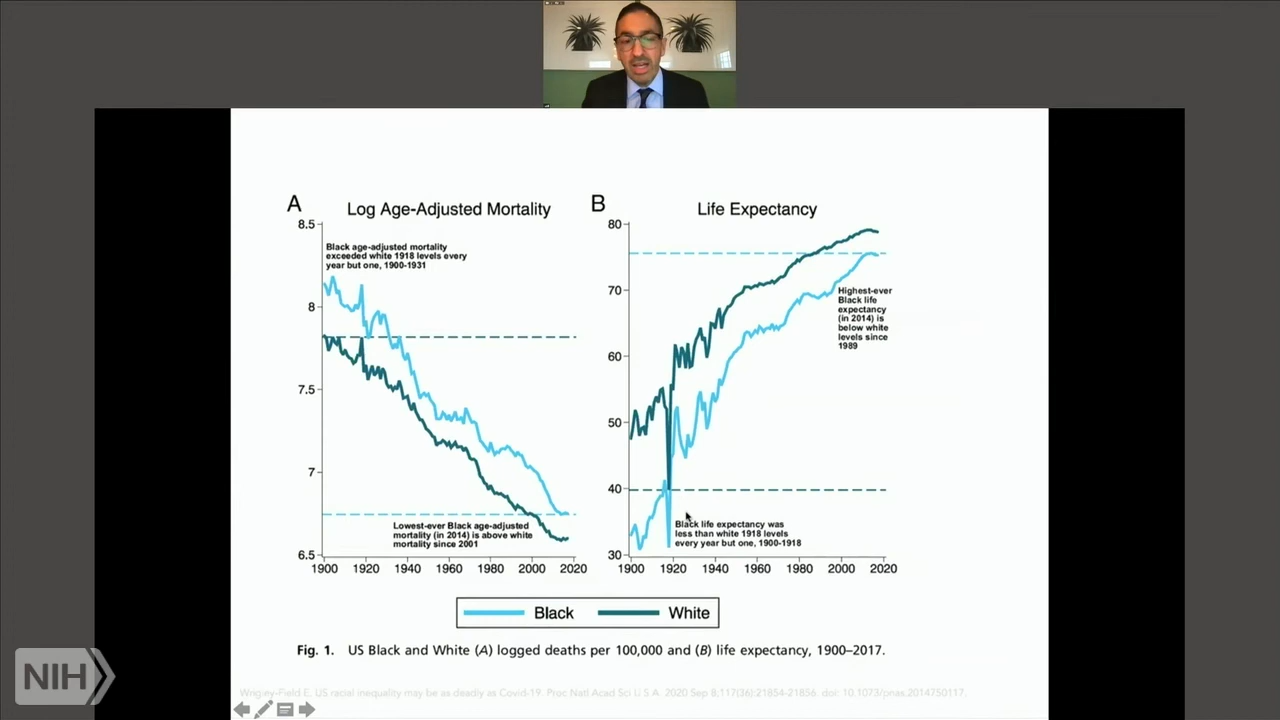 A
Log Age-Adjusted Mortality
8.5
8
7.5
7
6.5
1900
1920
1940
1960
1980
2000
2020
Black age-adjusted mortality
exceeded white 1918 levels every
year but one, 1900-1931
Lowest-ever Black age-adjusted
mortality (in 2014) is above white
mortality since 2001
B
Life Expectancy
80
70
60
50
40
30
1900
1920
1940
1960
1980
2000
2020
Highest-ever
Black life
expectancy
(in 2014) is
below white
levels since
1989
Black life expectancy was
less than white 1918 levels
every year but one, 1900-1918
Black
White
Fig. 1. US Black and White (A) logged deaths per 100,000 and (B) life expectancy, 1900–2017.
NIH
Wrigley-Field E. US racial inequality may be as deadly as Covid-19. Proc Natl Acad Sci U S A. 2020 Sep 8;117(36):21854-21856. doi: 10.1073/pnas.2014750117.